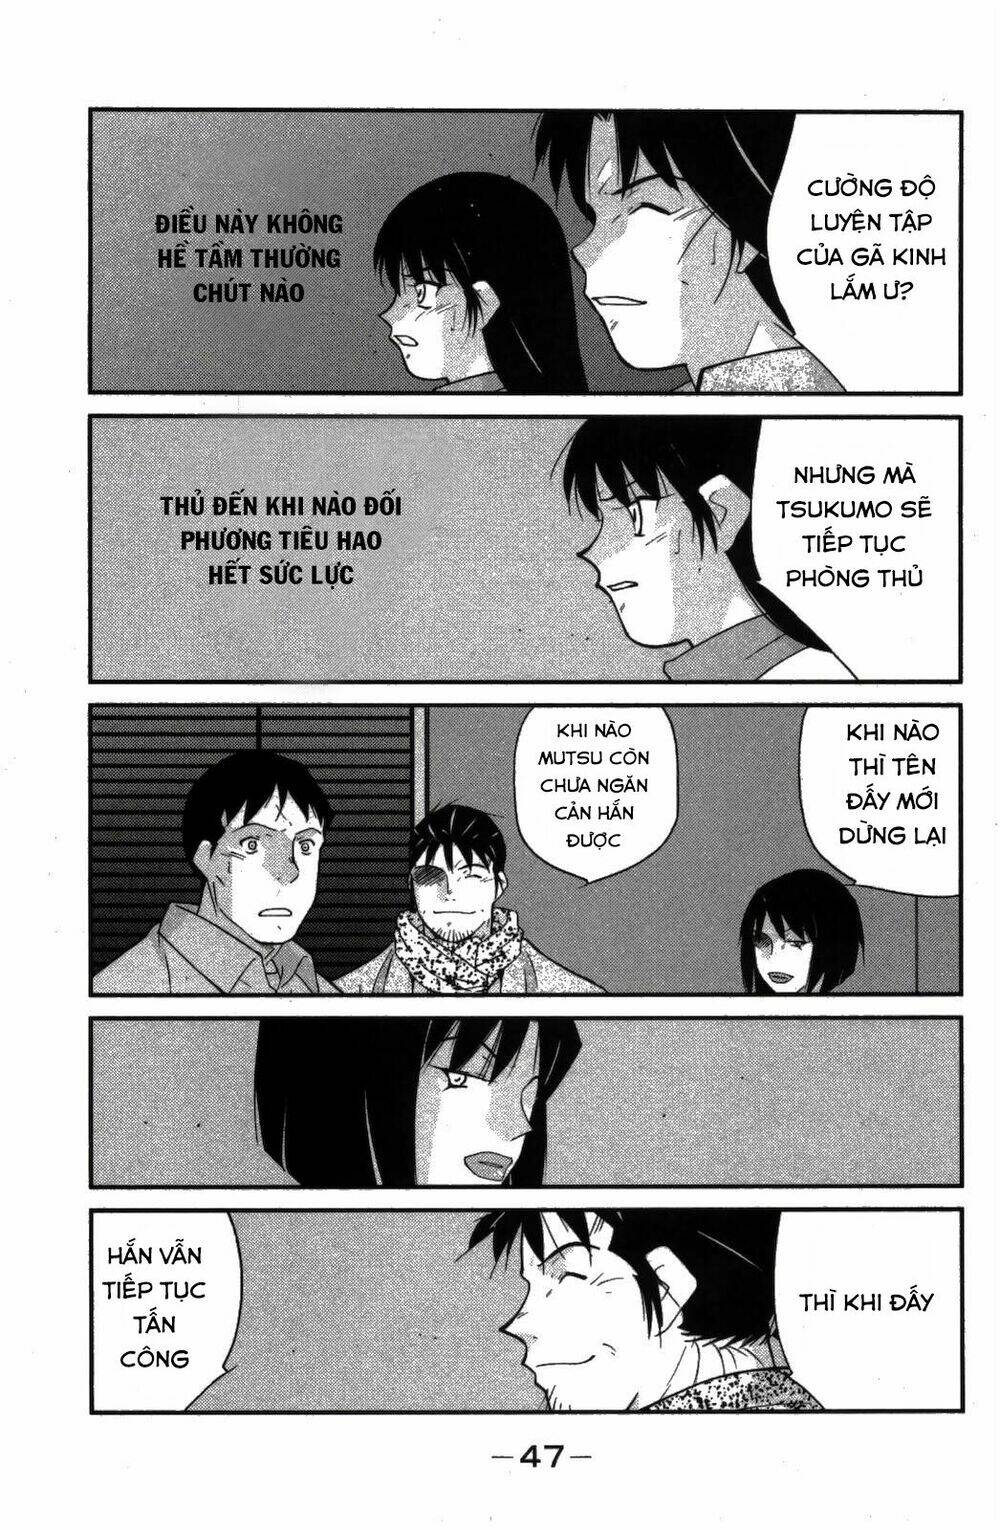 CƯỜNG ĐỘ
LUYỆN TẬP
CỦA GÃ KINH
LẮM Ư?
ĐIỀU NÀY KHÔNG
HỀ TẦM THƯỜNG
CHÚT NÀO
NHƯNG MÀ
TSUKUMO SẼ
TIẾP TỤC
PHÒNG THỦ
THỦ ĐẾN KHI NÀO ĐỐI
PHƯƠNG TIÊU HAO
HẾT SỨC LỰC
KHI NÀO
THÌ TÊN
ĐẤY MỚI
DỪNG LẠI
KHI NÀO
MUTSU CÒN
CHƯA NGĂN
CẢN HẮN
ĐƯỢC
THÌ KHI ĐẤY
HẮN VẪN
TIẾP TỤC
TẤN
CÔNG
-47-